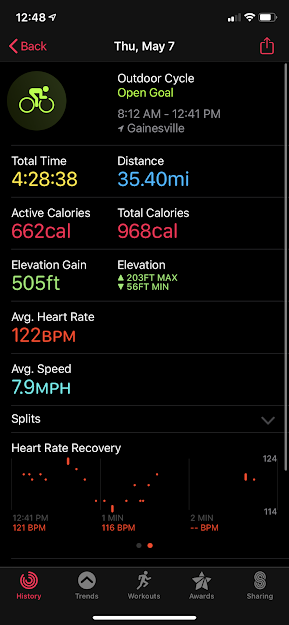 12:48
Back
Thu, May 7
Outdoor Cycle
Open Goal
8:12 AM - 12:41 PM
Gainesville
Total Time
Distance
4:28:38
35.40mi
Active Calories
Total Calories
662cal
968cal
Elevation Gain
Elevation
505ft
▲ 203FT MAX
▼ 56FT MIN
Avg. Heart Rate
122BPM
Avg. Speed
7.9MPH
Splits
Heart Rate Recovery
124
114
12:41 PM
1 MIN
2 MIN
121 BPM
116 BPM
-- BPM
History
Trends
Workouts
Awards
Sharing